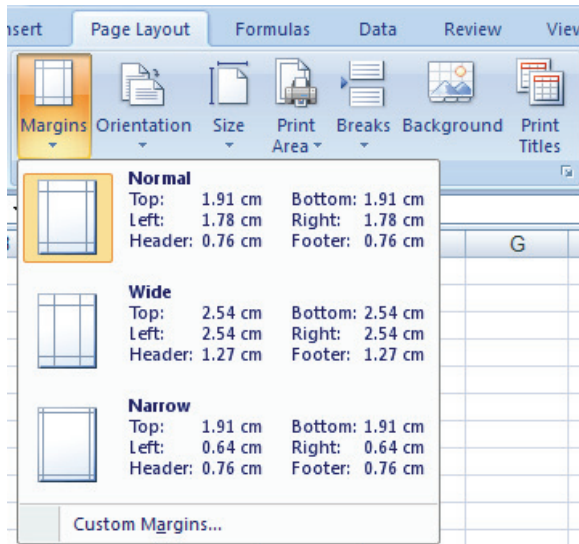 nsert Page Layout Formulas Data Review View
Margins Orientation Size Print Area Breaks Background Print Titles
Normal
Top: 1.91 cm Bottom: 1.91 cm
Left: 1.78 cm Right: 1.78 cm
Header: 0.76 cm Footer: 0.76 cm
G
Wide
Top: 2.54 cm Bottom: 2.54 cm
Left: 2.54 cm Right: 2.54 cm
Header: 1.27 cm Footer: 1.27 cm
Narrow
Top: 1.91 cm Bottom: 1.91 cm
Left: 0.64 cm Right: 0.64 cm
Header: 0.76 cm Footer: 0.76 cm
Custom Margins...